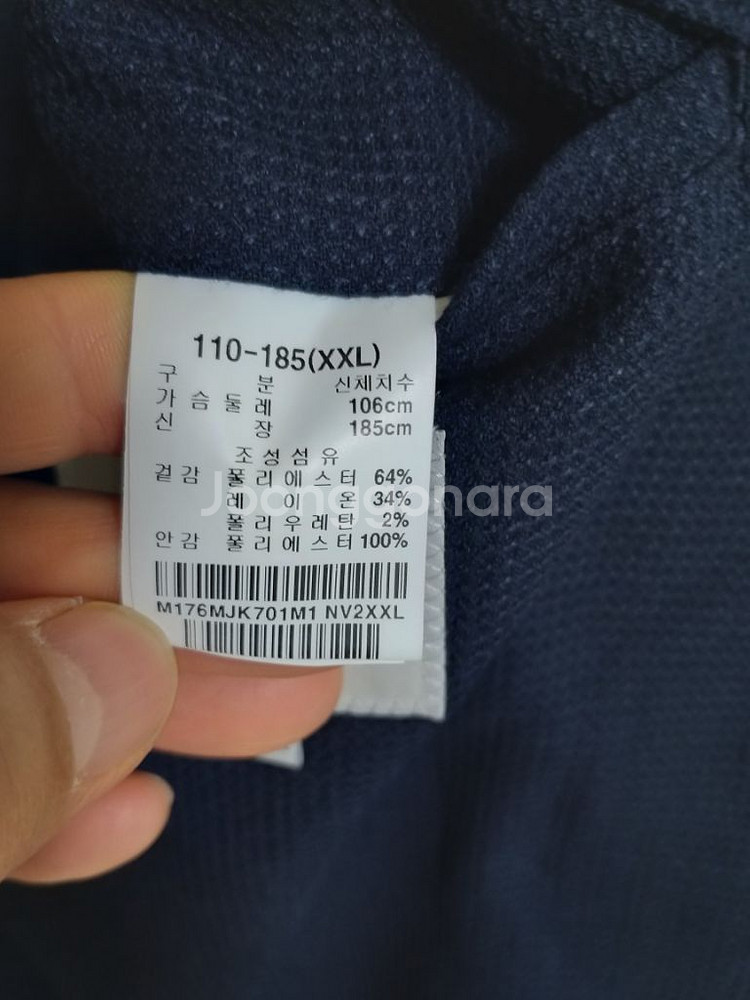 110-185(XXL)
구 분 신체치수
가슴둘레 106cm
신 장 185cm
조성섬유
겉감 폴리에스터 64%
레이온 34%
폴리우레탄 2%
안감 폴리에스터 100%
M176MJK701M1 NV2XXL
Joonggonara